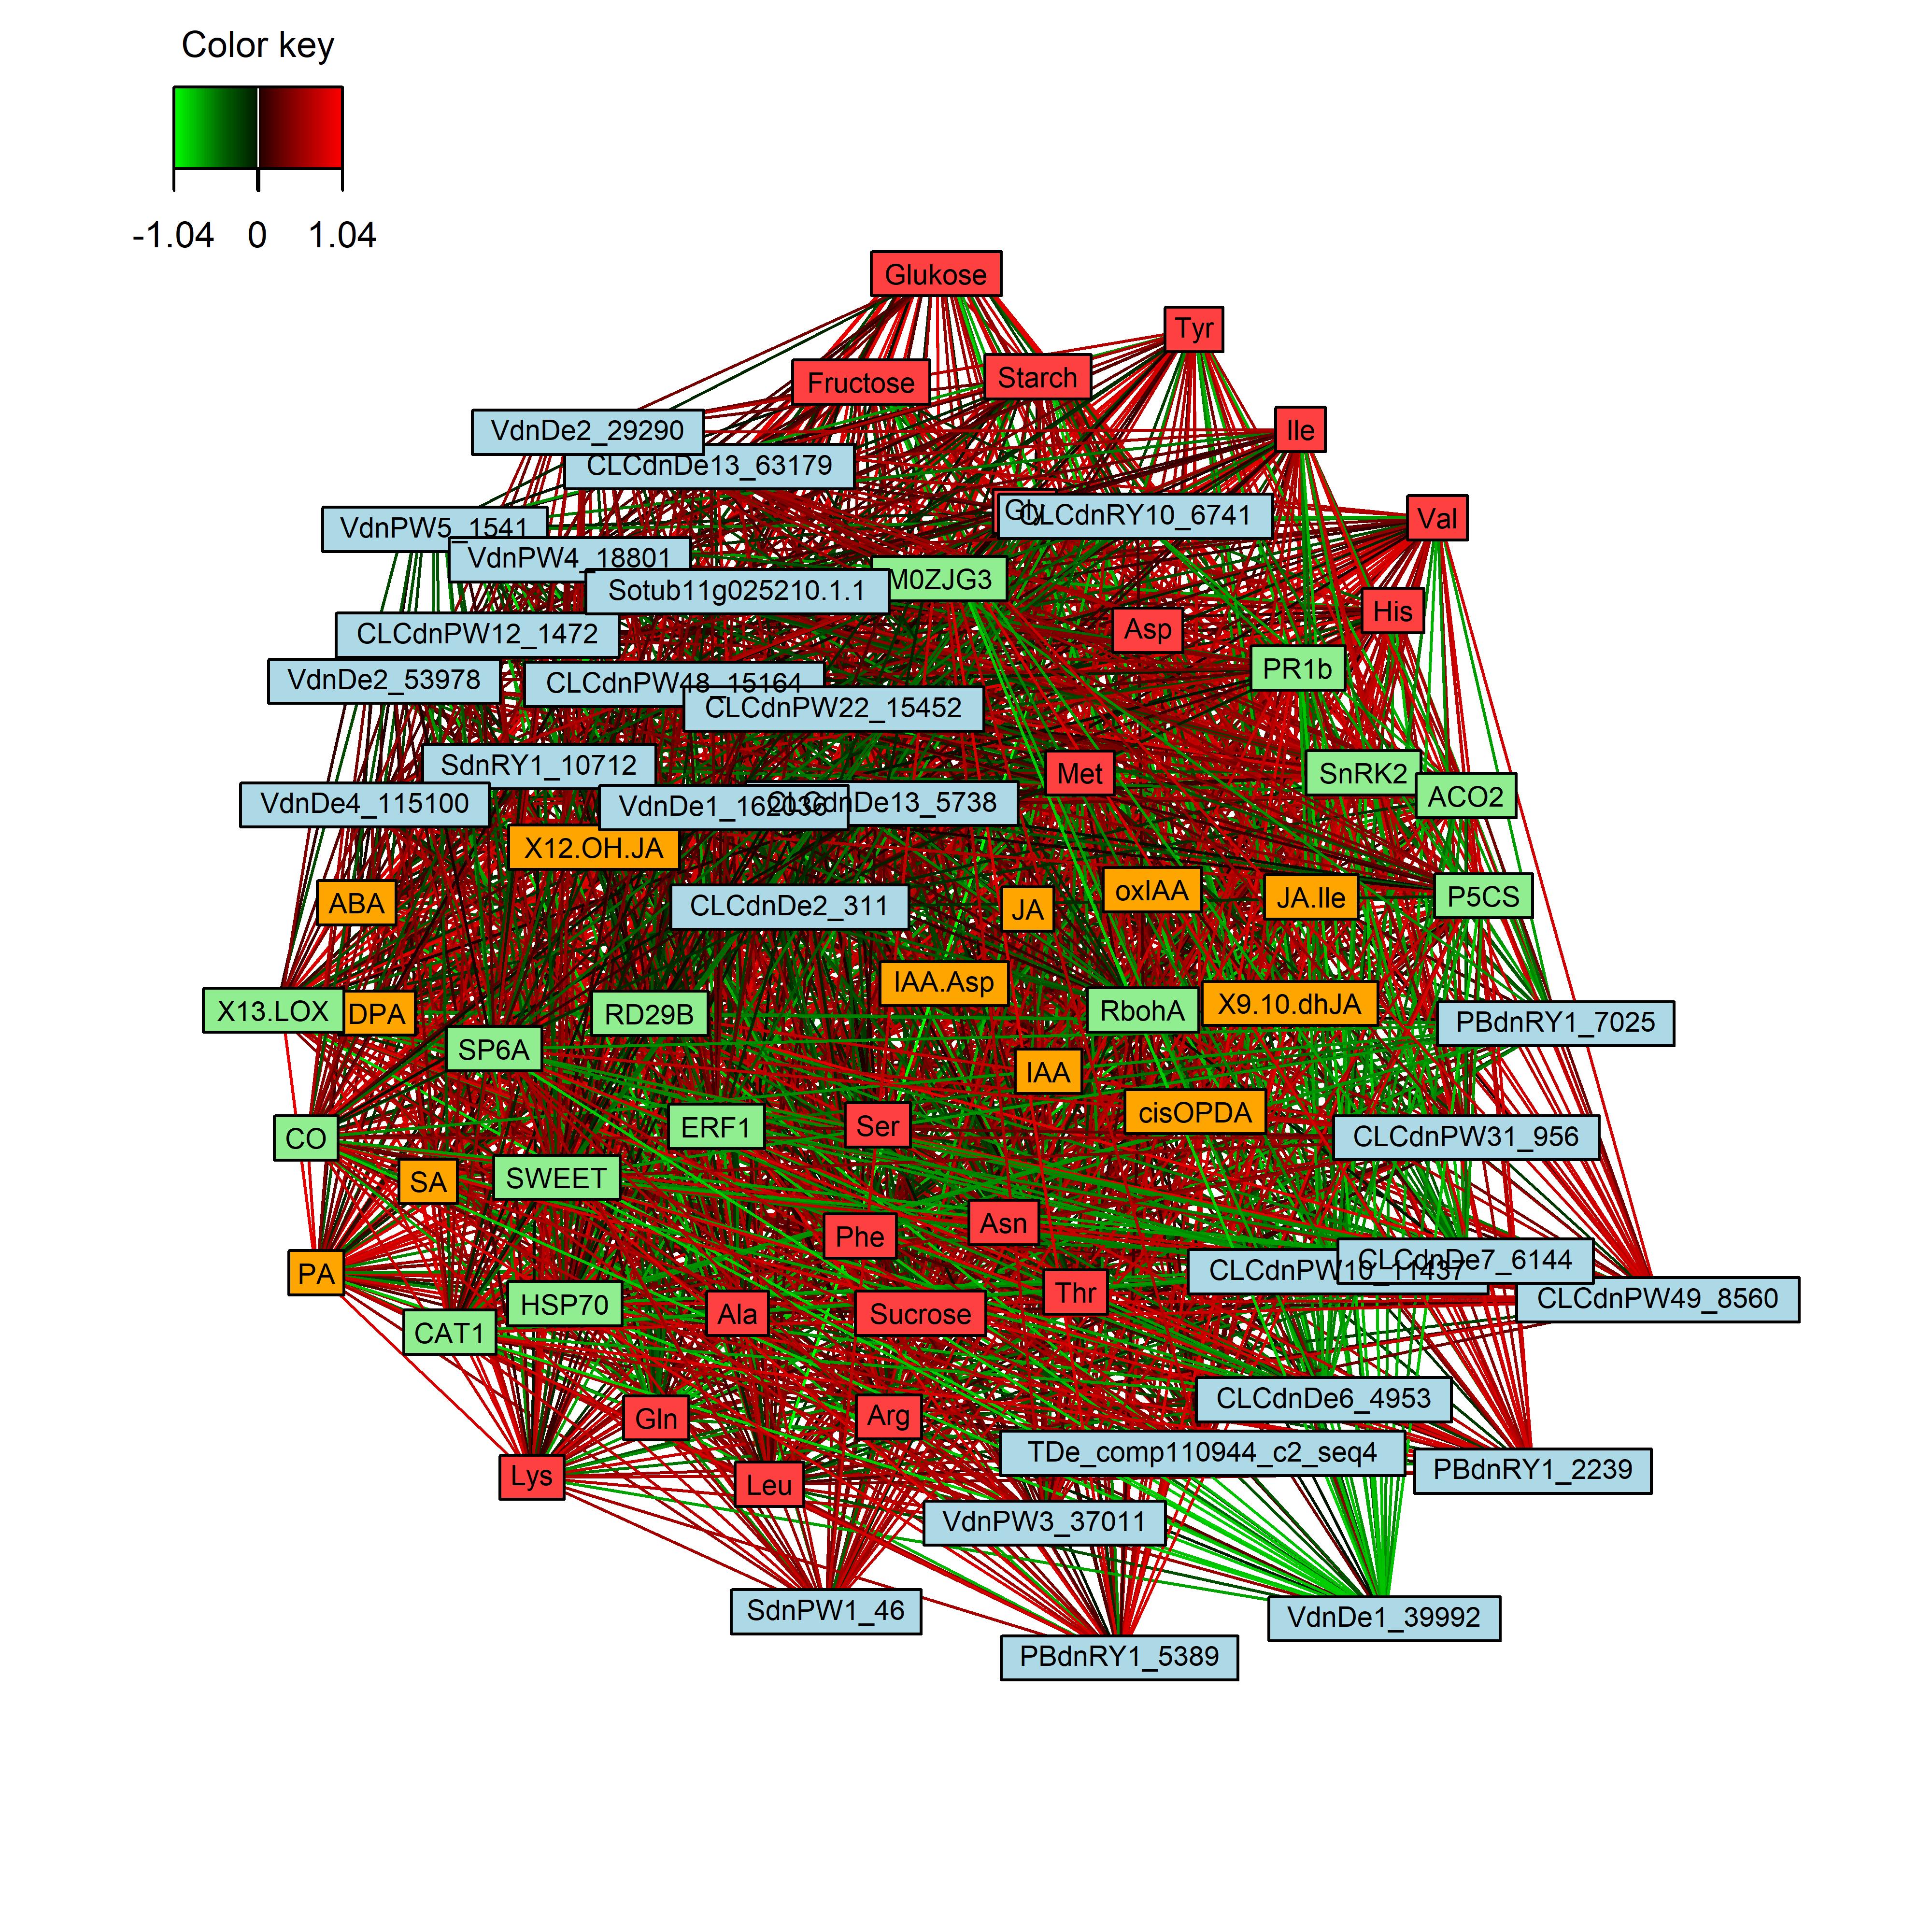 Color key
-1.04 0 1.04
Glukose
Tyr
Fructose
Starch
VdnDe2_29290
Ile
CLCdnDe13_63179
Gly
CLCdnRY10_6741
Val
VdnPW5_1541
VdnPW4_18801
M0ZJG3
Sotub11g025210.1.1
His
Asp
CLCdnPW12_1472
PR1b
VdnDe2_53978
CLCdnPW48_15164
CLCdnPW22_15452
SdnRY1_10712
Met
SnRK2
ACO2
VdnDe4_115100
VdnDe1_162036
CLCdnDe13_5738
X12.OH.JA
ABA
CLCdnDe2_311
JA
oxIAA
JA.Ile
P5CS
IAA.Asp
X13.LOX
DPA
RD29B
RbohA
X9.10.dhJA
PBdnRY1_7025
SP6A
IAA
cisOPDA
CO
ERF1
Ser
CLCdnPW31_956
SA
SWEET
Phe
Asn
PA
CLCdnPW10_11437
CLCdnDe7_6144
CLCdnPW49_8560
HSP70
Ala
Sucrose
Thr
CAT1
Gln
Arg
CLCdnDe6_4953
Lys
Leu
TDe_comp110944_c2_seq4
PBdnRY1_2239
VdnPW3_37011
SdnPW1_46
VdnDe1_39992
PBdnRY1_5389